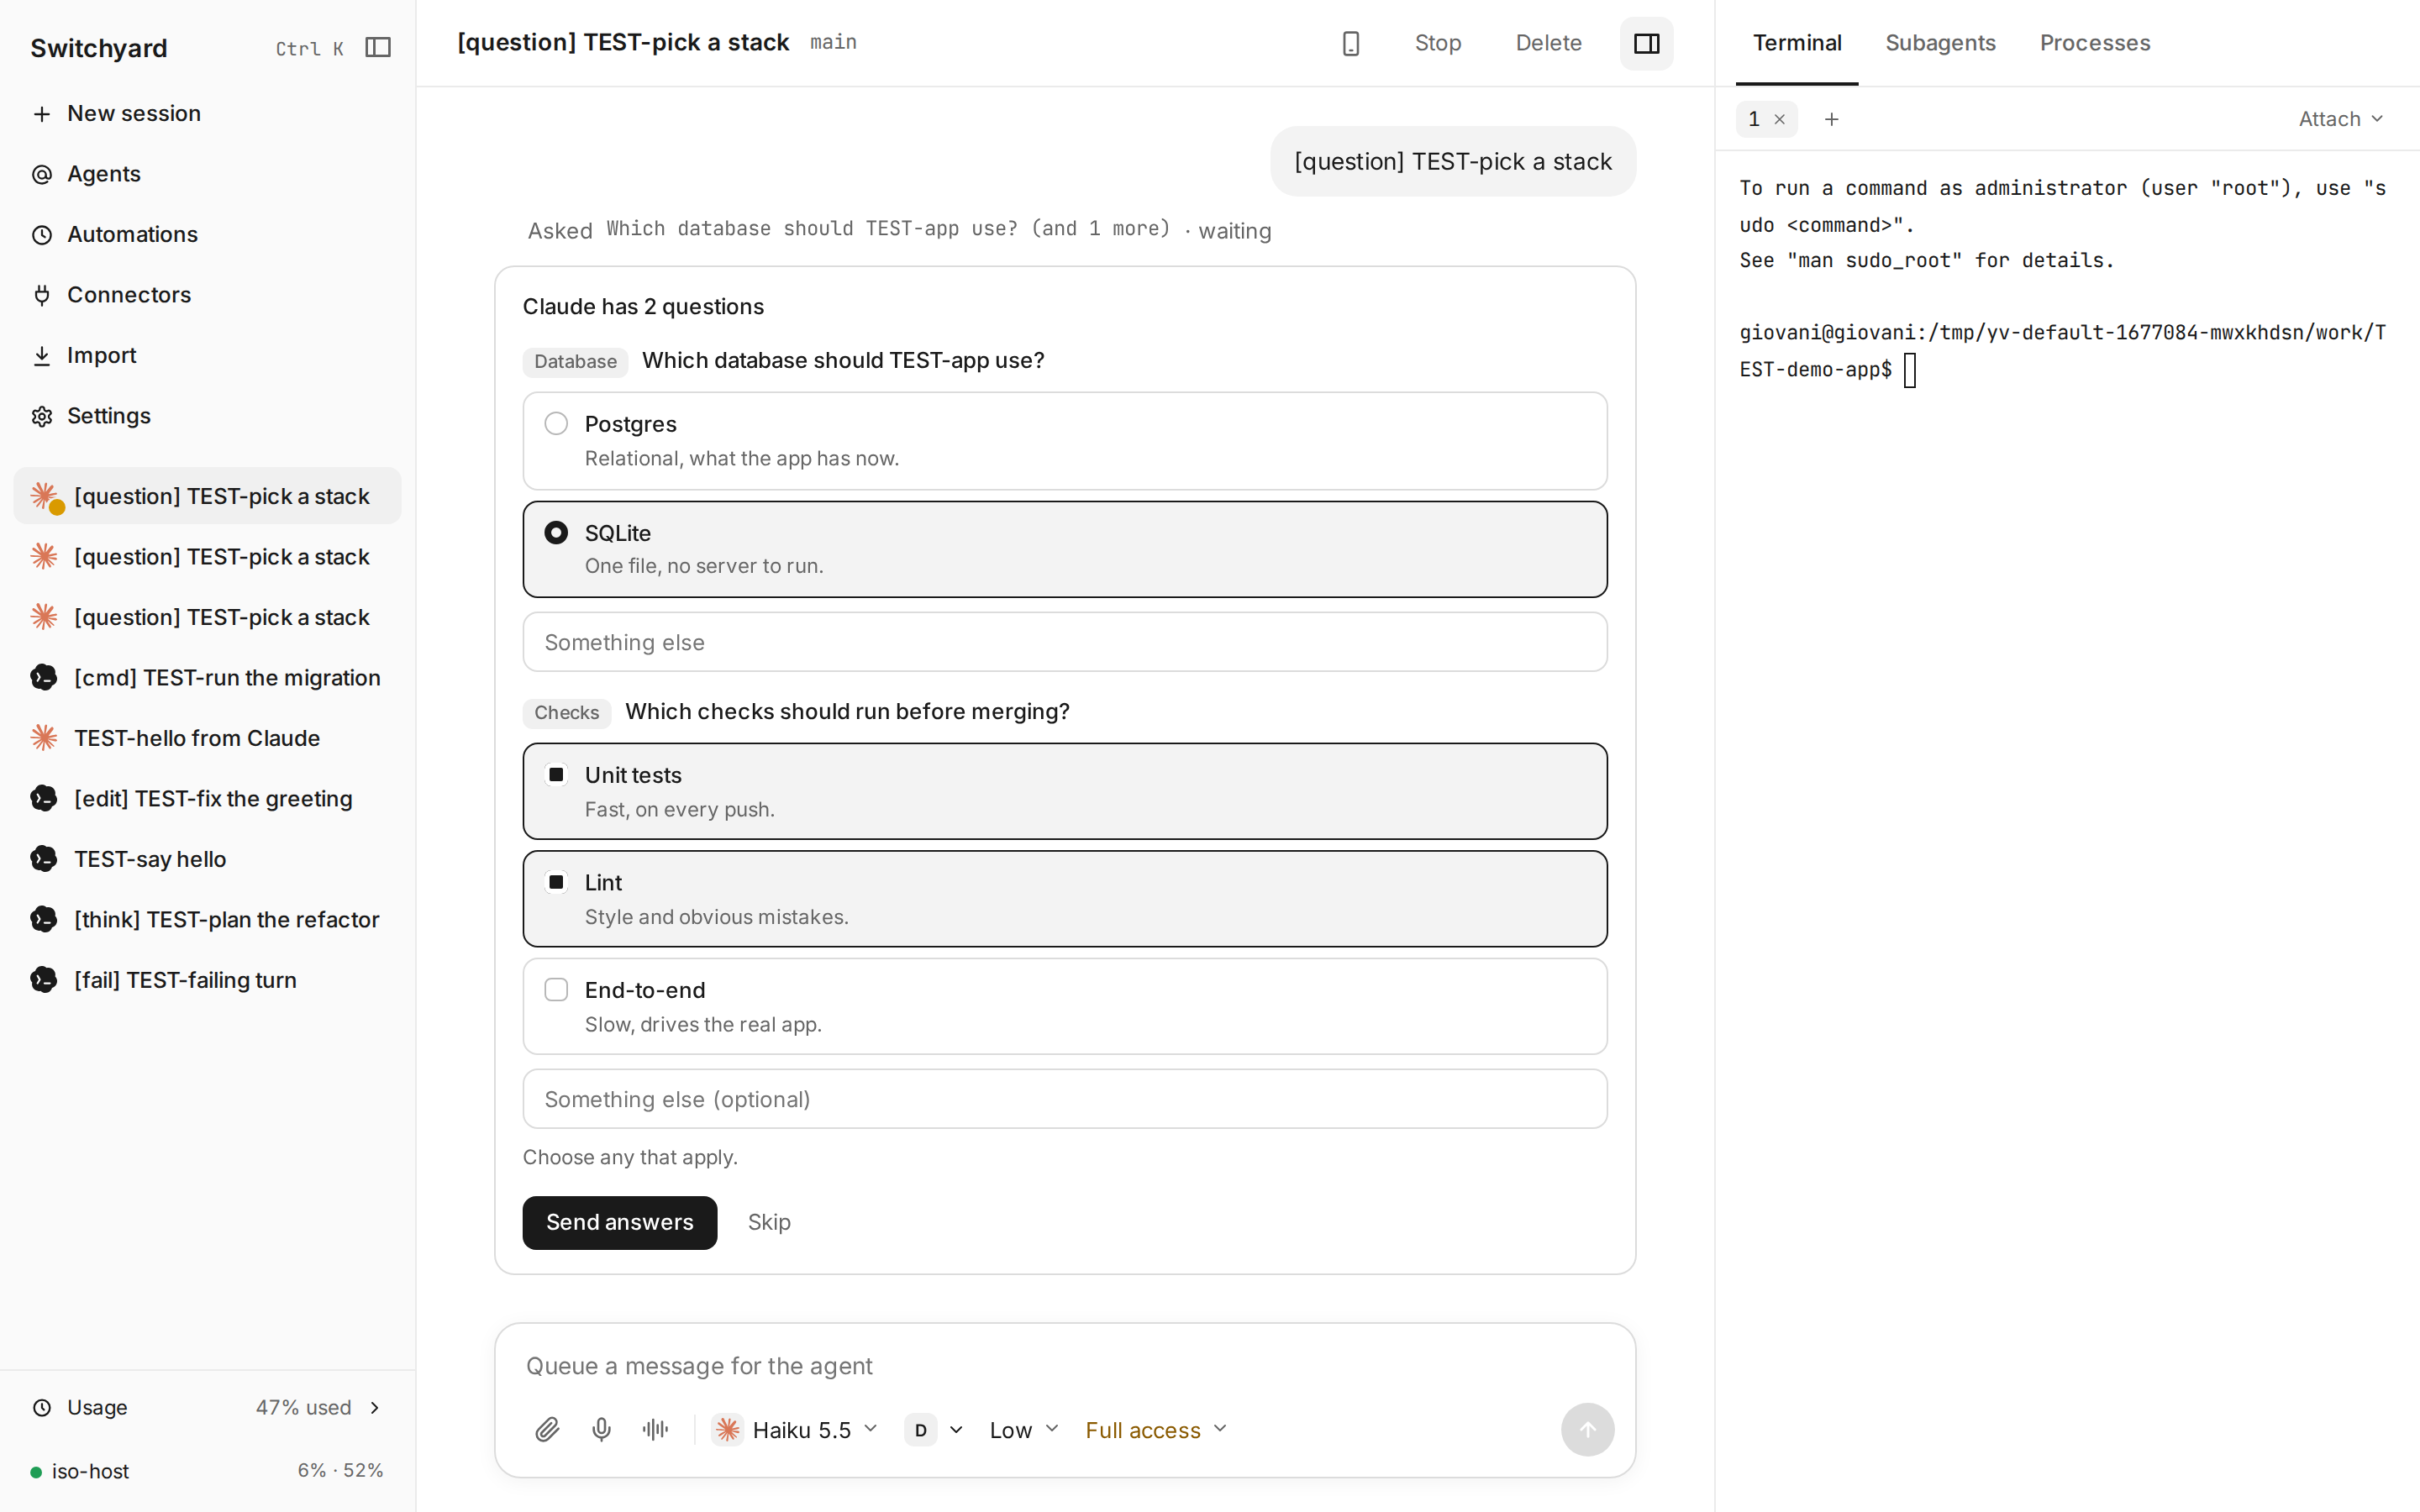 Switchyard
Ctrl K
New session
Agents
Automations
Connectors
Import
Settings
[question] TEST-pick a stack
[question] TEST-pick a stack
[question] TEST-pick a stack
[cmd] TEST-run the migration
TEST-hello from Claude
[edit] TEST-fix the greeting
TEST-say hello
[think] TEST-plan the refactor
[fail] TEST-failing turn
Usage 47% used
iso-host 6% · 52%
[question] TEST-pick a stack main
Stop Delete
[question] TEST-pick a stack
Asked Which database should TEST-app use? (and 1 more) · waiting
Claude has 2 questions
Database Which database should TEST-app use?
Postgres
Relational, what the app has now.
SQLite
One file, no server to run.
Something else
Checks Which checks should run before merging?
Unit tests
Fast, on every push.
Lint
Style and obvious mistakes.
End-to-end
Slow, drives the real app.
Something else (optional)
Choose any that apply.
Send answers Skip
Queue a message for the agent
Haiku 5.5 D Low Full access
Terminal Subagents Processes
1 × + Attach
To run a command as administrator (user "root"), use "s
udo <command>".
See "man sudo_root" for details.
giovani@giovani:/tmp/yv-default-1677084-mwxkhdsn/work/T
EST-demo-app$